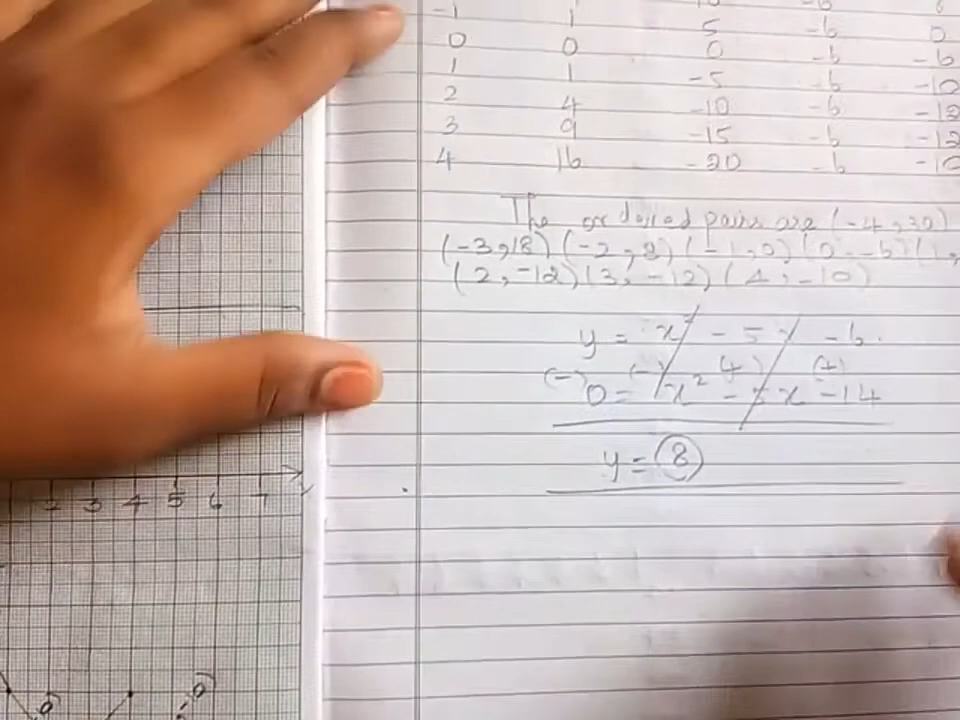 -1 1 5 -6 0
0 0 0 -6 -6
1 1 -5 -6 -10
2 4 -10 -6 -12
3 9 -15 -6 -12
4 16 -20 -6 -10
The ordered pairs are (-4, 30)
(-3, 18) (-2, 8) (-1, 0) (0, -6) (1,
(2, -12) (3, -12) (4, -10)
y = x² - 5x - 6.
(-) (-) (+) (+)
0 = x² - 5x - 14
y = 8
2 3 4 5 6 7